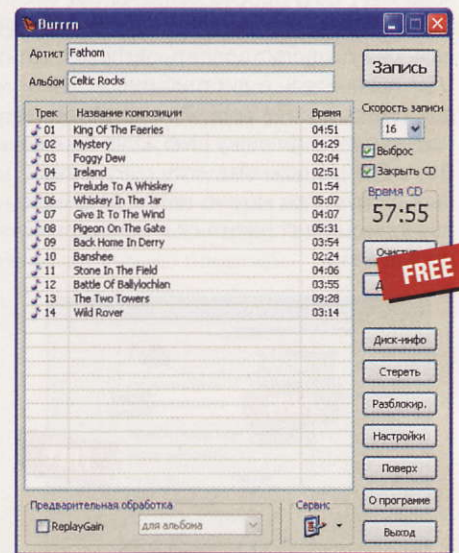 Burrrn
Артист Fathom
Альбом Celtic Rocks
Запись
Трек Название композиции Время
01 King Of The Faeries 04:51
02 Mystery 04:29
03 Foggy Dew 02:04
04 Ireland 02:51
05 Prelude To A Whiskey 01:54
06 Whiskey In The Jar 05:07
07 Give It To The Wind 04:07
08 Pigeon On The Gate 05:31
09 Back Home In Derry 03:54
10 Banshee 02:24
11 Stone In The Field 04:06
12 Battle Of Ballylochlan 03:55
13 The Two Towers 09:28
14 Wild Rover 03:14
Скорость записи
16
Выброс
Закрыть CD
Время CD
57:55
FREE
Диск-инфо
Стереть
Разблокир.
Настройки
Поверх
О програме
Выход
Предварительная обработка
ReplayGain для альбома
Сервис